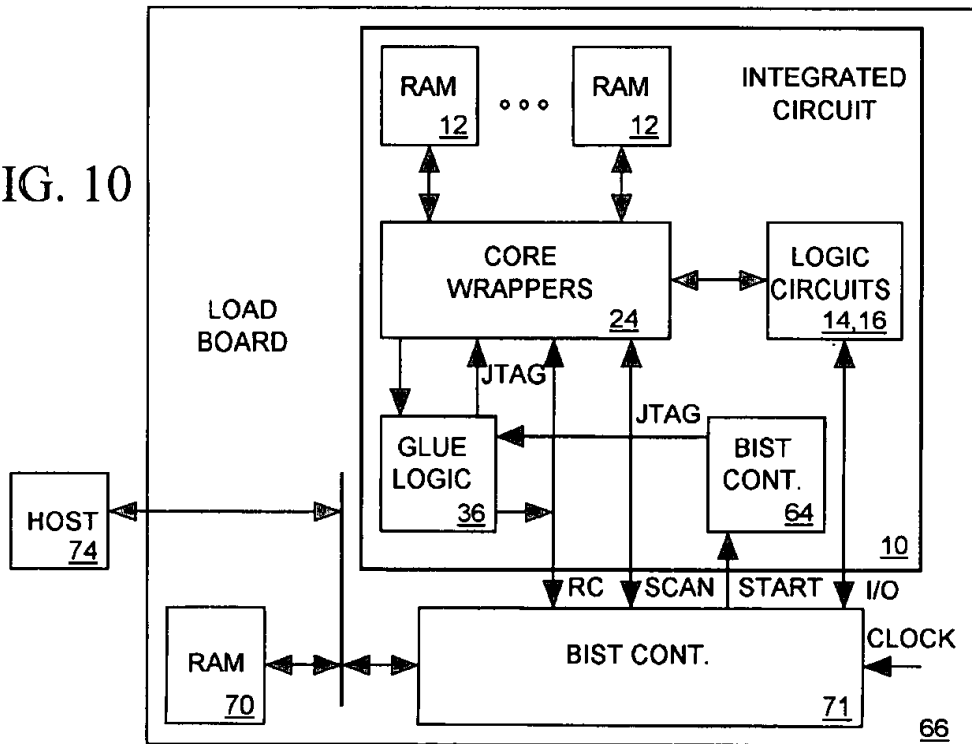 IG. 10
INTEGRATED
CIRCUIT
RAM
12
RAM
12
CORE
WRAPPERS
24
LOGIC
CIRCUITS
14,16
LOAD
BOARD
JTAG
JTAG
GLUE
LOGIC
36
BIST
CONT.
64
10
HOST
74
RC
SCAN
START
I/O
RAM
70
BIST CONT.
71
CLOCK
66